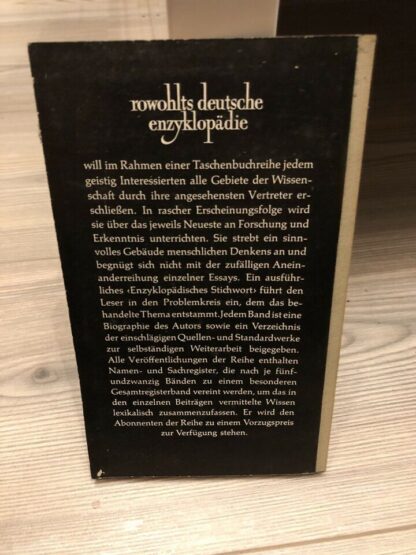 rowohlts deutsche
enzyklopädie
will im Rahmen einer Taschenbuchreihe jedem
geistig Interessierten alle Gebiete der Wissen-
schaft durch ihre angesehensten Vertreter er-
schließen. In rascher Erscheinungsfolge wird
sie über das jeweils Neueste an Forschung und
Erkenntnis unterrichten. Sie strebt ein sinn-
volles Gebäude menschlichen Denkens an und
begnügt sich nicht mit der zufälligen Anein-
anderreihung einzelner Essays. Ein ausführ-
liches ‹Enzyklopädisches Stichwort› führt den
Leser in den Problemkreis ein, dem das be-
handelte Thema entstammt. Jedem Band ist eine
Biographie des Autors sowie ein Verzeichnis
der einschlägigen Quellen- und Standardwerke
zur selbständigen Weiterarbeit beigegeben.
Alle Veröffentlichungen der Reihe enthalten
Namen- und Sachregister, die nach je fünf-
undzwanzig Bänden zu einem besonderen
Gesamtregisterband vereint werden, um das in
den einzelnen Beiträgen vermittelte Wissen
lexikalisch zusammenzufassen. Er wird den
Abonnenten der Reihe zu einem Vorzugspreis
zur Verfügung stehen.